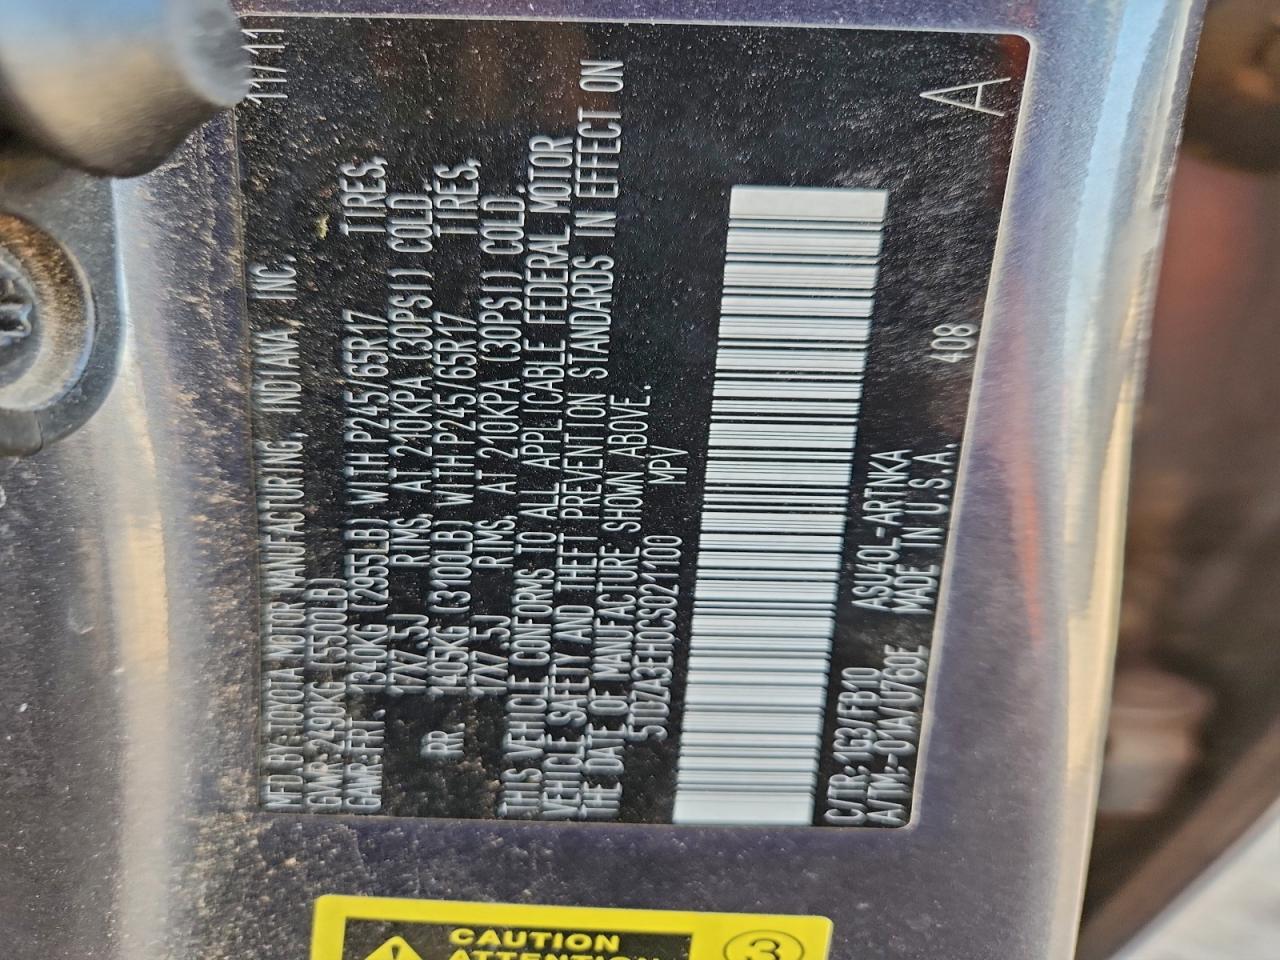 11/11
MFD BY:TOYOTA MOTOR MANUFACTURING, INDIANA, INC.
GVWR:2490KG (5500LB)
GAWR:FRT. 1340KG (2955LB) WITH P245/65R17 TIRES,
17X7.5J RIMS, AT 210KPA(30PSI) COLD
RR. 1405KG (3100LB) WITH P245/65R17 TIRES,
17X7.5J RIMS, AT 210KPA (30PSI) COLD
THIS VEHICLE CONFORMS TO ALL APPLICABLE FEDERAL MOTOR
VEHICLE SAFETY AND THEFT PREVENTION STANDARDS IN EFFECT ON
THE DATE OF MANUFACTURE SHOWN ABOVE.
5TDZA3EH0CS021100 MPV
C/TR:1G3/FB10 ASU40L-ARTNKA 408 A
A/TM:-01A/U760E MADE IN U.S.A.
CAUTION 3
ATTENTION